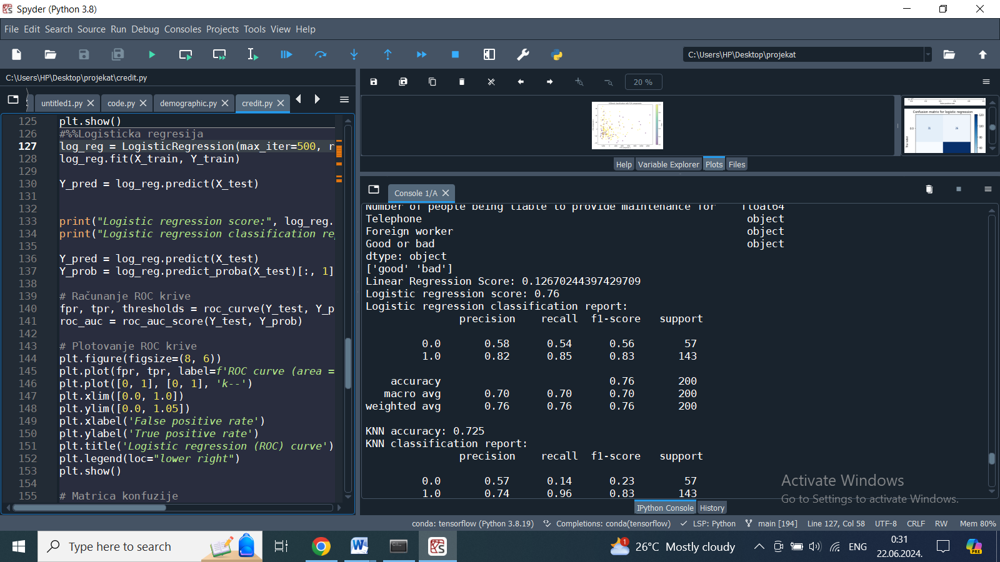 Spyder (Python 3.8)
File Edit Search Source Run Debug Consoles Projects Tools View Help
C:\Users\HP\Desktop\projekat
C:\Users\HP\Desktop\projekat\credit.py
20 %
untitled1.py
code.py
demographic.py
credit.py
125 plt.show()
126 #%%Logisticka regresija
127 log_reg = LogisticRegression(max_iter=500, r
128 log_reg.fit(X_train, Y_train)
129
130 Y_pred = log_reg.predict(X_test)
131
132
133 print("Logistic regression score:", log_reg.
134 print("Logistic regression classification re
135
136 Y_pred = log_reg.predict(X_test)
137 Y_prob = log_reg.predict_proba(X_test)[:, 1]
138
139 # Računanje ROC krive
140 fpr, tpr, thresholds = roc_curve(Y_test, Y_p
141 roc_auc = roc_auc_score(Y_test, Y_prob)
142
143 # Plotovanje ROC krive
144 plt.figure(figsize=(8, 6))
145 plt.plot(fpr, tpr, label=f'ROC curve (area =
146 plt.plot([0, 1], [0, 1], 'k--')
147 plt.xlim([0.0, 1.0])
148 plt.ylim([0.0, 1.05])
149 plt.xlabel('False positive rate')
150 plt.ylabel('True positive rate')
151 plt.title('Logistic regression (ROC) curve')
152 plt.legend(loc="lower right")
153 plt.show()
154
155 # Matrica konfuzije
Confusion matrix for logistic regression
Help Variable Explorer Plots Files
Console 1/A
Number of people being liable to provide maintenance for float64
Telephone object
Foreign worker object
Good or bad object
dtype: object
['good' 'bad']
Linear Regression Score: 0.12670244397429709
Logistic regression score: 0.76
Logistic regression classification report:
precision recall f1-score support
0.0 0.58 0.54 0.56 57
1.0 0.82 0.85 0.83 143
accuracy 0.76 200
macro avg 0.70 0.70 0.70 200
weighted avg 0.76 0.76 0.76 200
KNN accuracy: 0.725
KNN classification report:
precision recall f1-score support
0.0 0.57 0.14 0.23 57
1.0 0.74 0.96 0.83 143
Activate Windows
Go to Settings to activate Windows.
IPython Console History
conda: tensorflow (Python 3.8.19) Completions: conda(tensorflow) LSP: Python main [194] Line 127, Col 58 UTF-8 CRLF RW Mem 80%
Type here to search
1
26°C Mostly cloudy
ENG
0:31
22.06.2024.
PRE